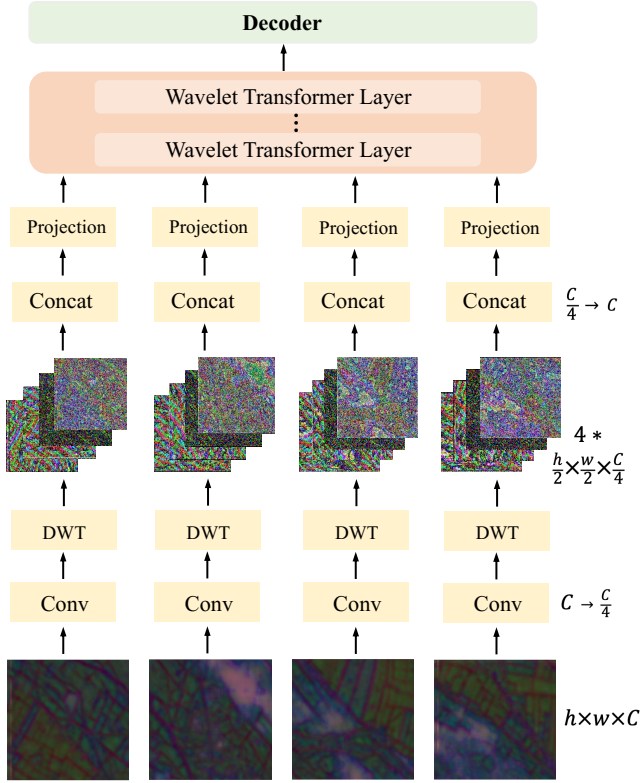 Decoder
Wavelet Transformer Layer
⋮
Wavelet Transformer Layer
Projection Projection Projection Projection
Concat Concat Concat Concat C/4 → C
4 *
h/2 × w/2 × C/4
DWT DWT DWT DWT
Conv Conv Conv Conv C → C/4
h×w×C